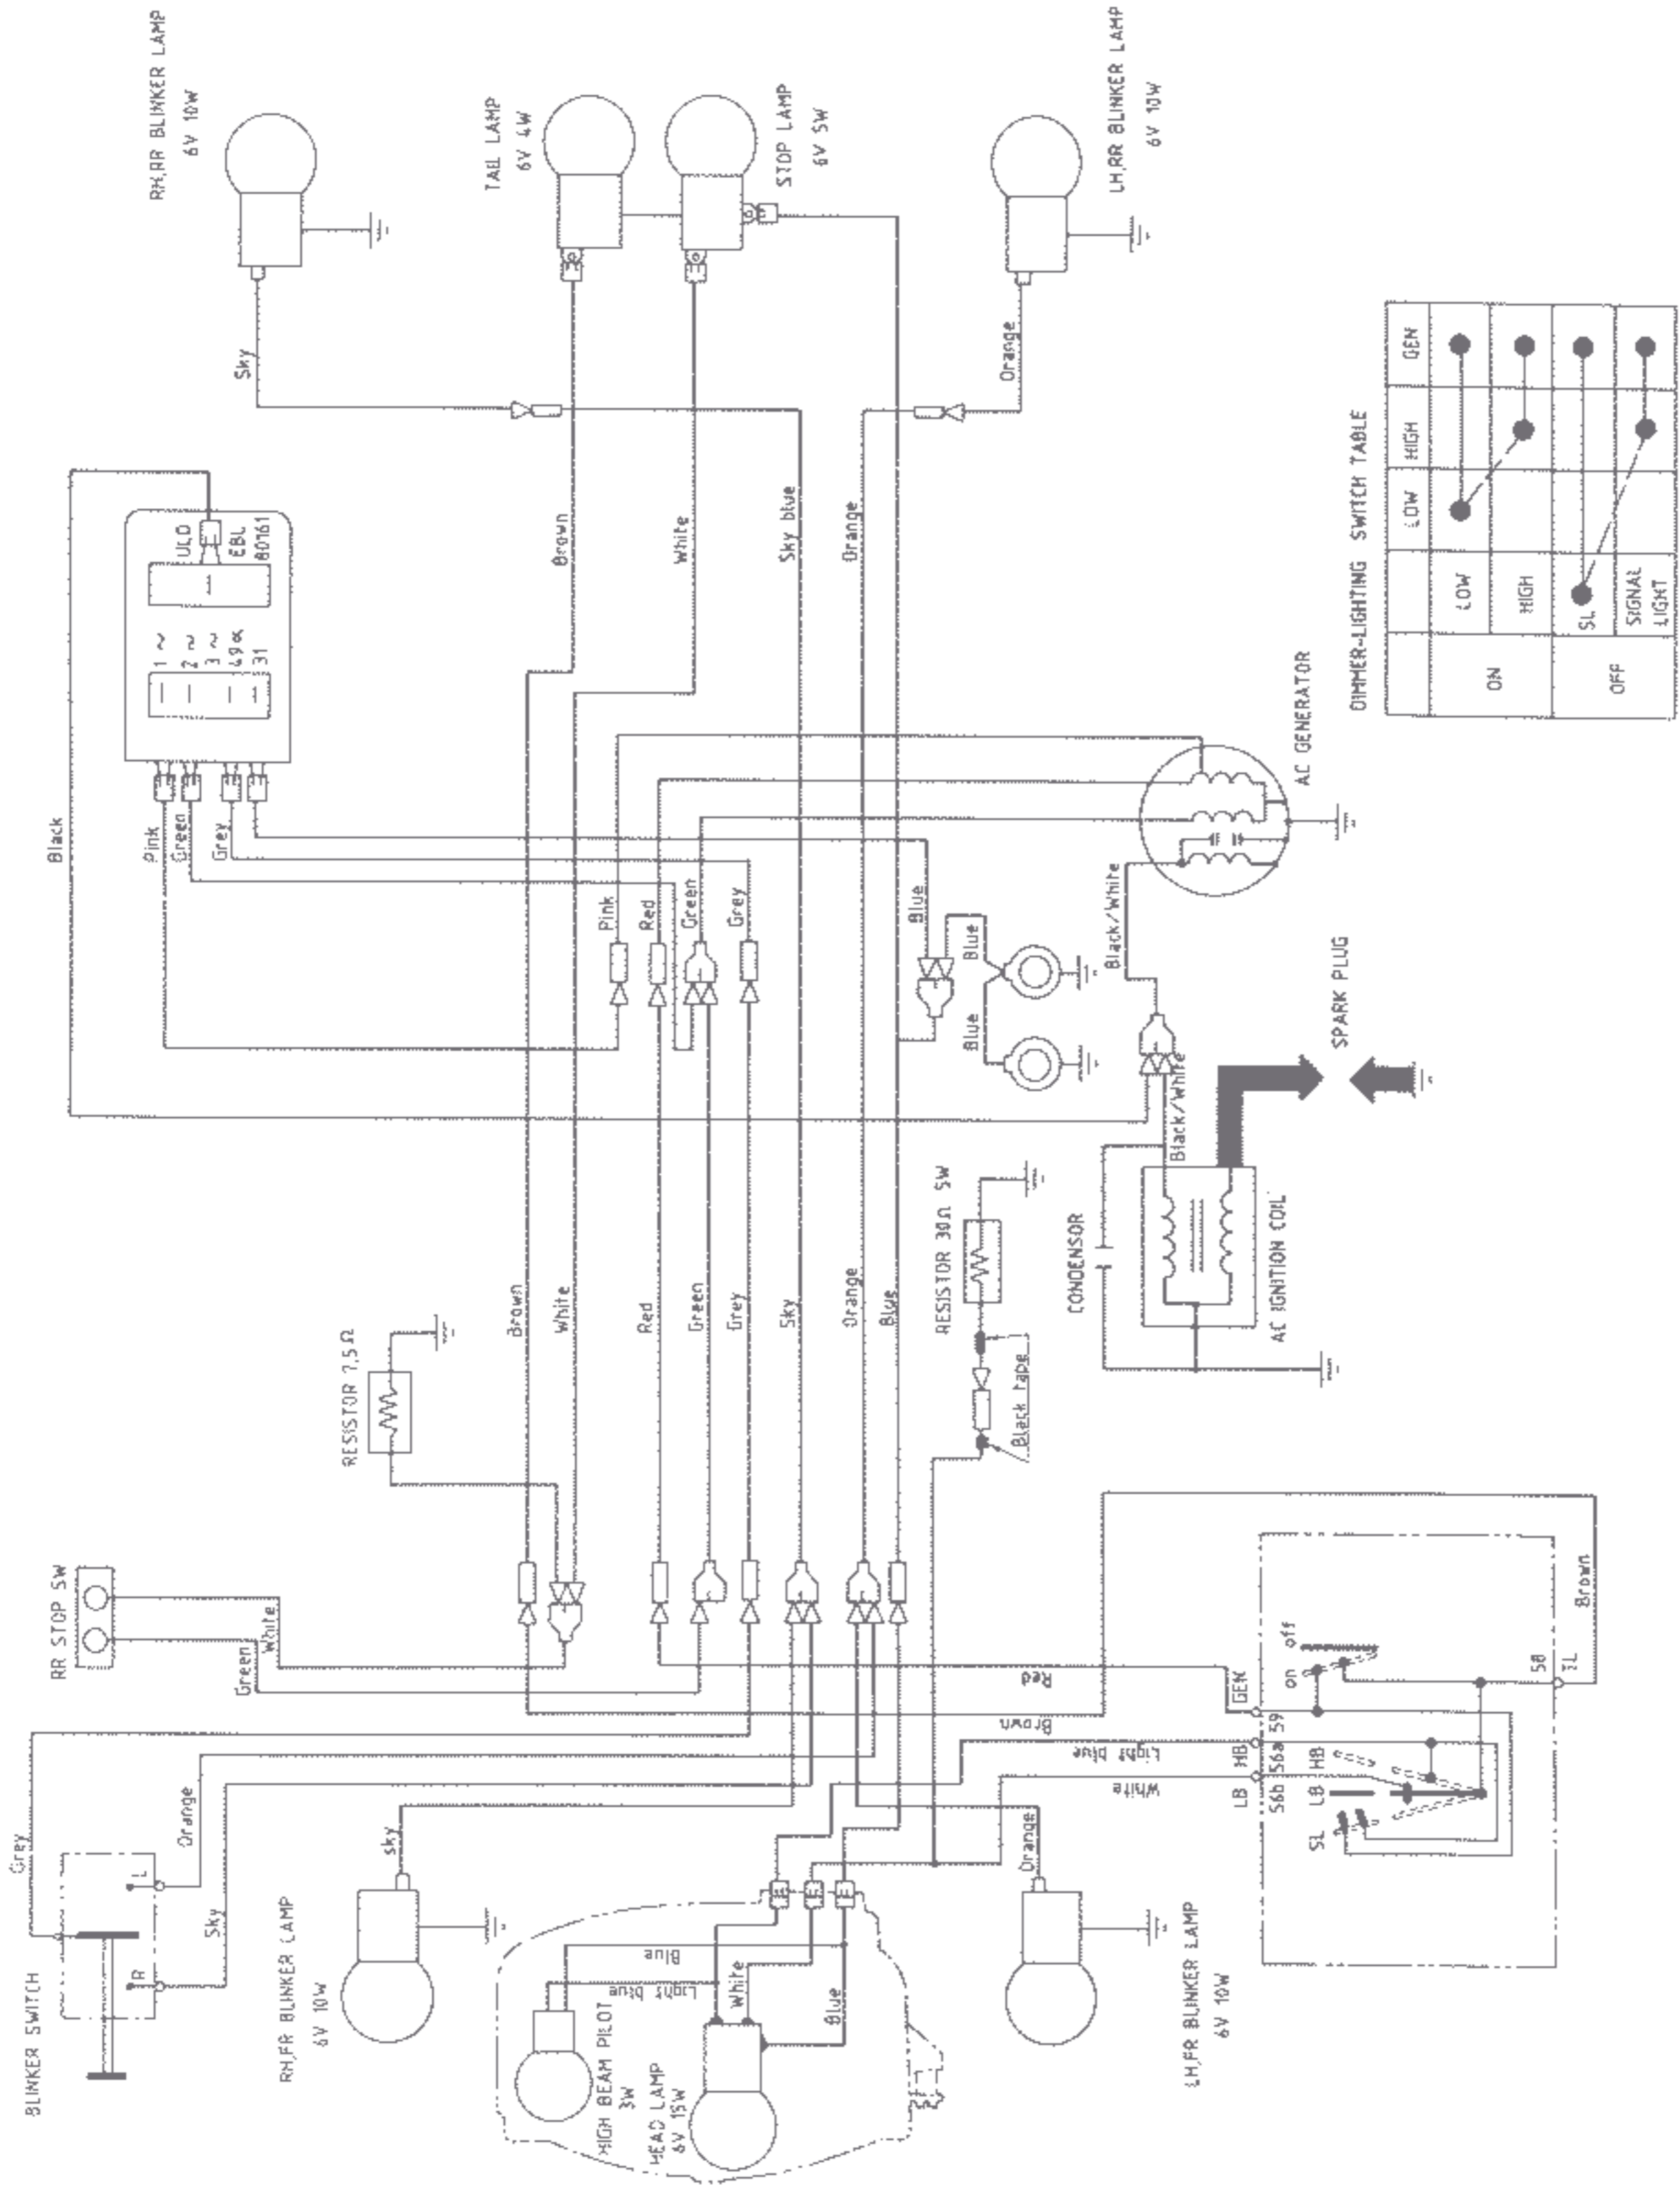 BLINKER SWITCH
R
L
Grey
Orange
Sky
RR STOP SW
Green
White
RH,FR BLINKER LAMP
6V 10W
sky
HIGH BEAM PILOT
3W
HEAD LAMP
6V 15W
Light blue
Blue
White
Blue
LH,FR BLINKER LAMP
6V 10W
Orange
Red
Brown
Light blue
White
GEN
HB
LB
59
56a
56b
on
off
SL
LB
HB
58
TL
Brown
RESISTOR 7,5Ω
Brown
White
Red
Green
Grey
Sky
Orange
Blue
RESISTOR 30Ω 5W
Black tape
CONDENSOR
AC IGNITION COIL
Black/White
SPARK PLUG
Black/White
Black
Pink
Green
Grey
1 ~
2 ~
3 ~
49a
31
ULO
EBL
80161
Pink
Red
Green
Grey
Blue
Blue
Blue
AC GENERATOR
Brown
White
Sky blue
Orange
RH,RR BLINKER LAMP
6V 10W
Sky
TAIL LAMP
6V 4W
STOP LAMP
6V 5W
LH,RR BLINKER LAMP
6V 10W
Orange
DIMMER-LIGHTING SWITCH TABLE
LOW HIGH GEN
ON LOW
HIGH
OFF SL
SIGNAL
LIGHT